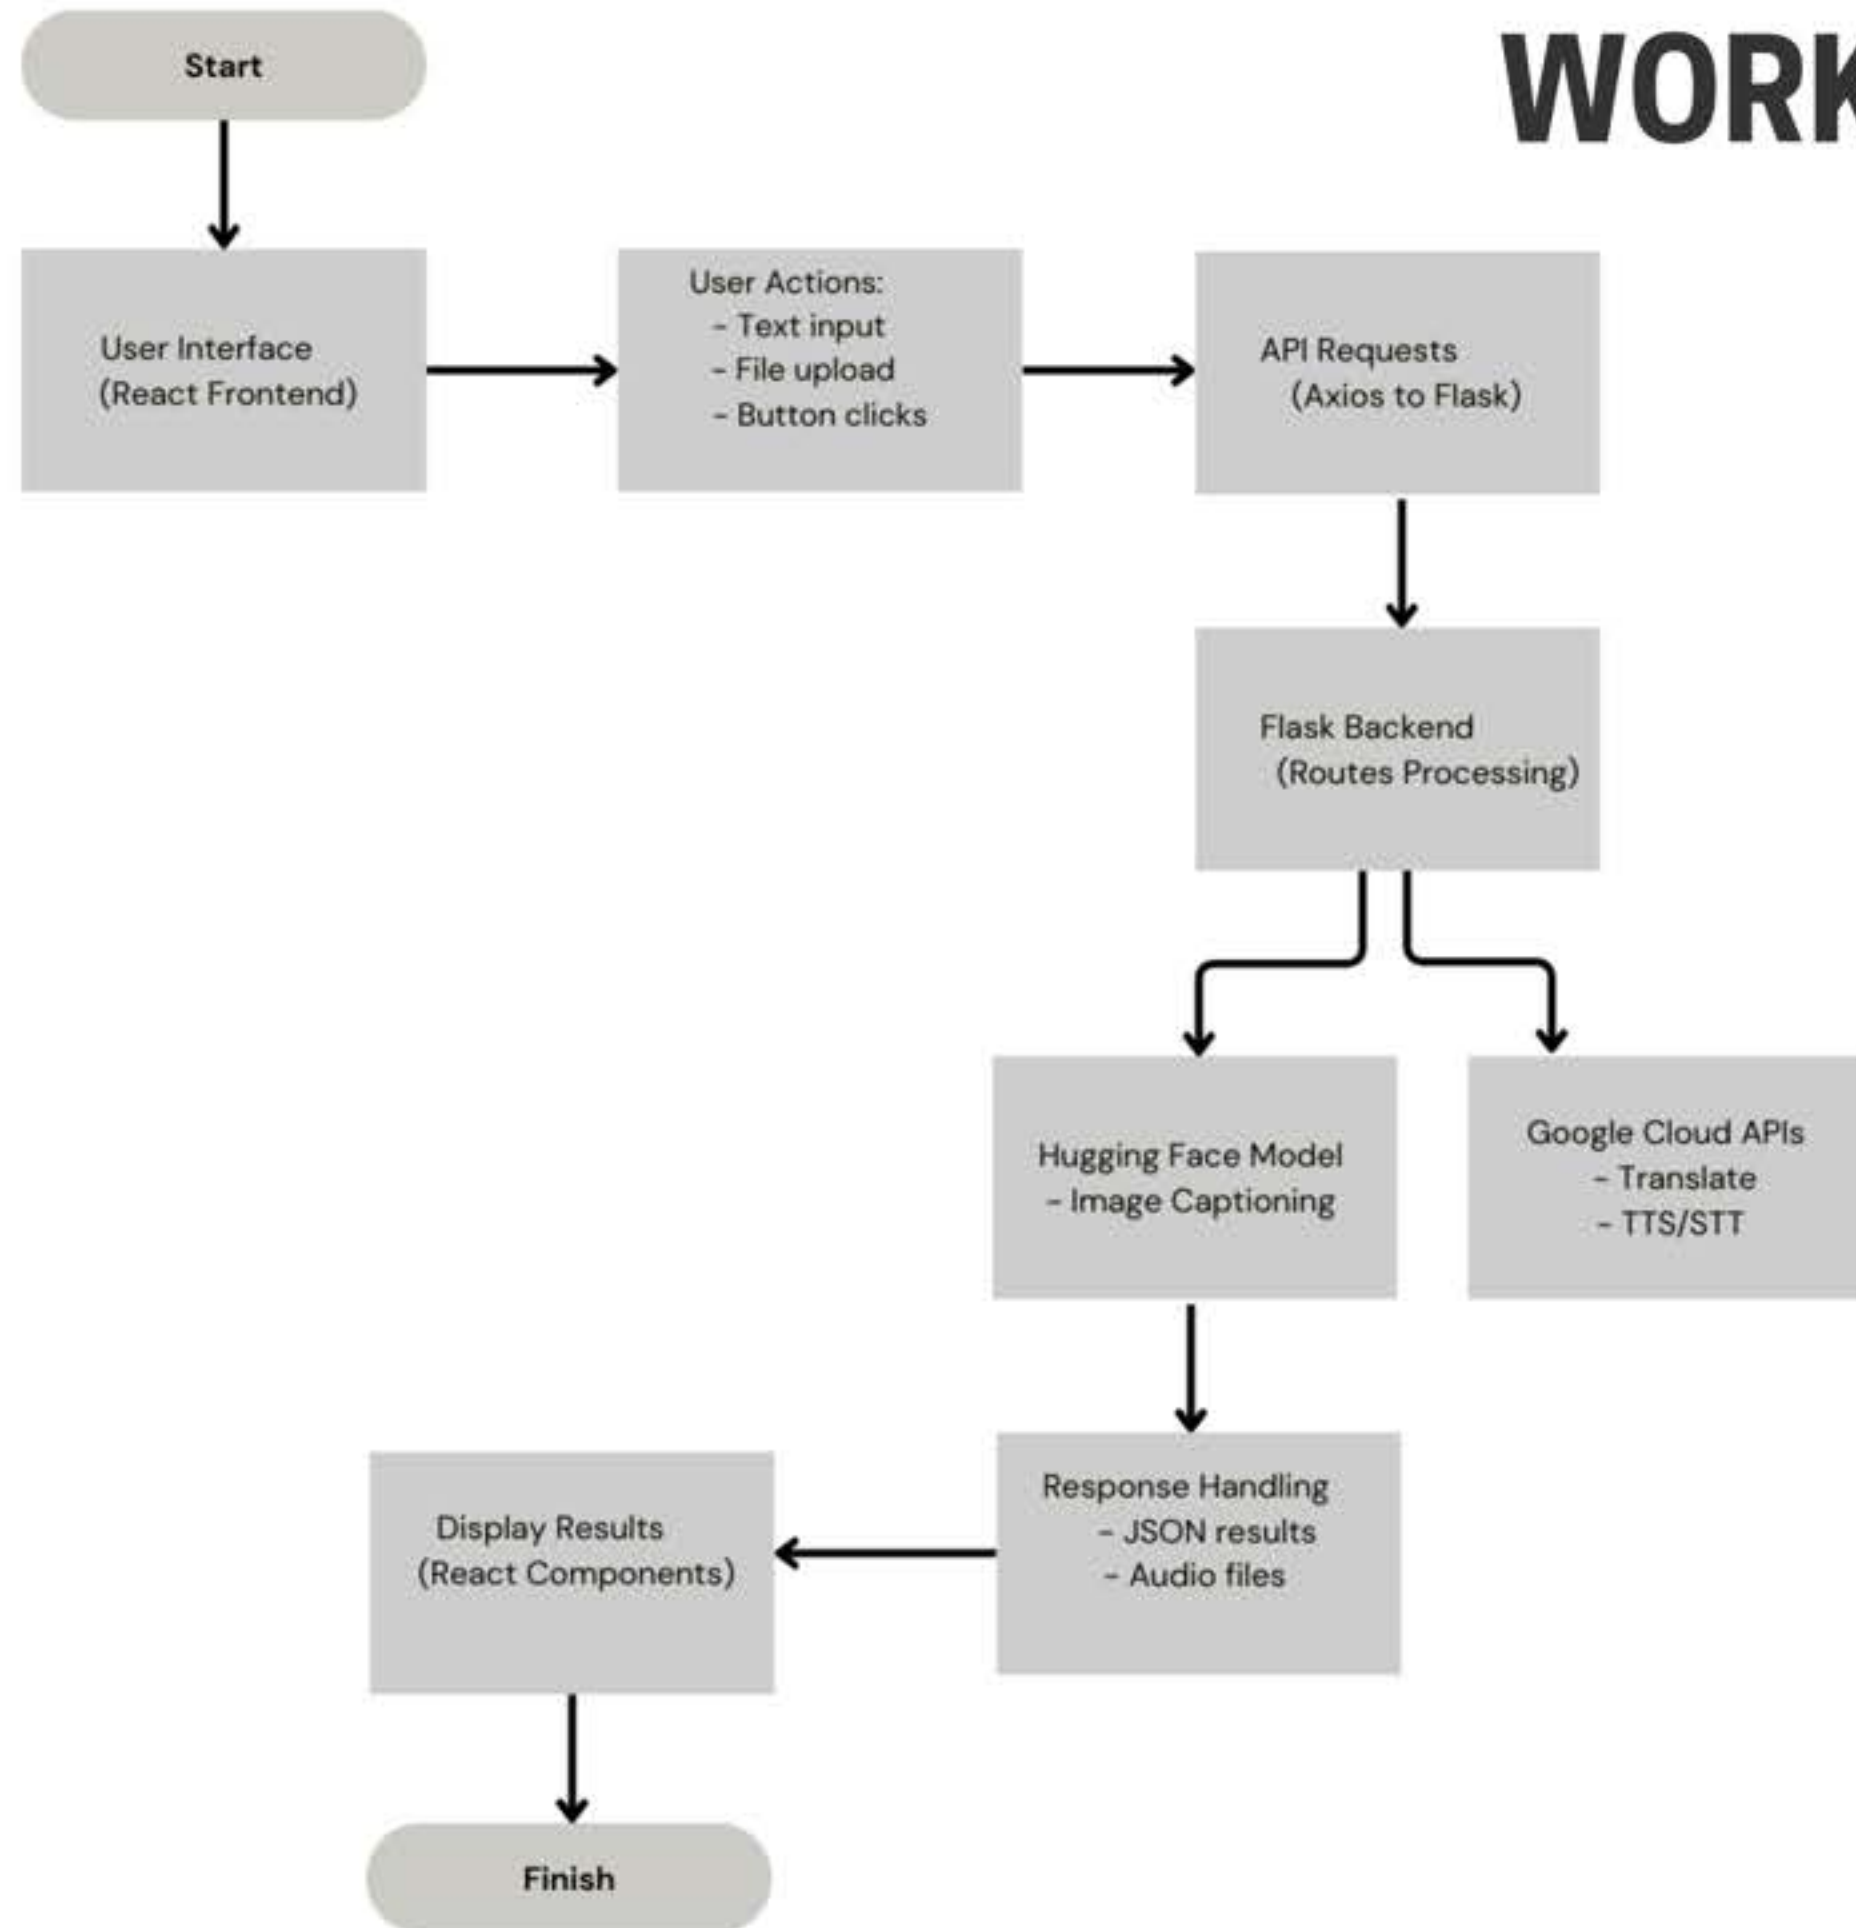 WORK
Start
User Interface
(React Frontend)
User Actions:
- Text input
- File upload
- Button clicks
API Requests
(Axios to Flask)
Flask Backend
(Routes Processing)
Hugging Face Model
- Image Captioning
Google Cloud APIs
- Translate
- TTS/STT
Response Handling
- JSON results
- Audio files
Display Results
(React Components)
Finish